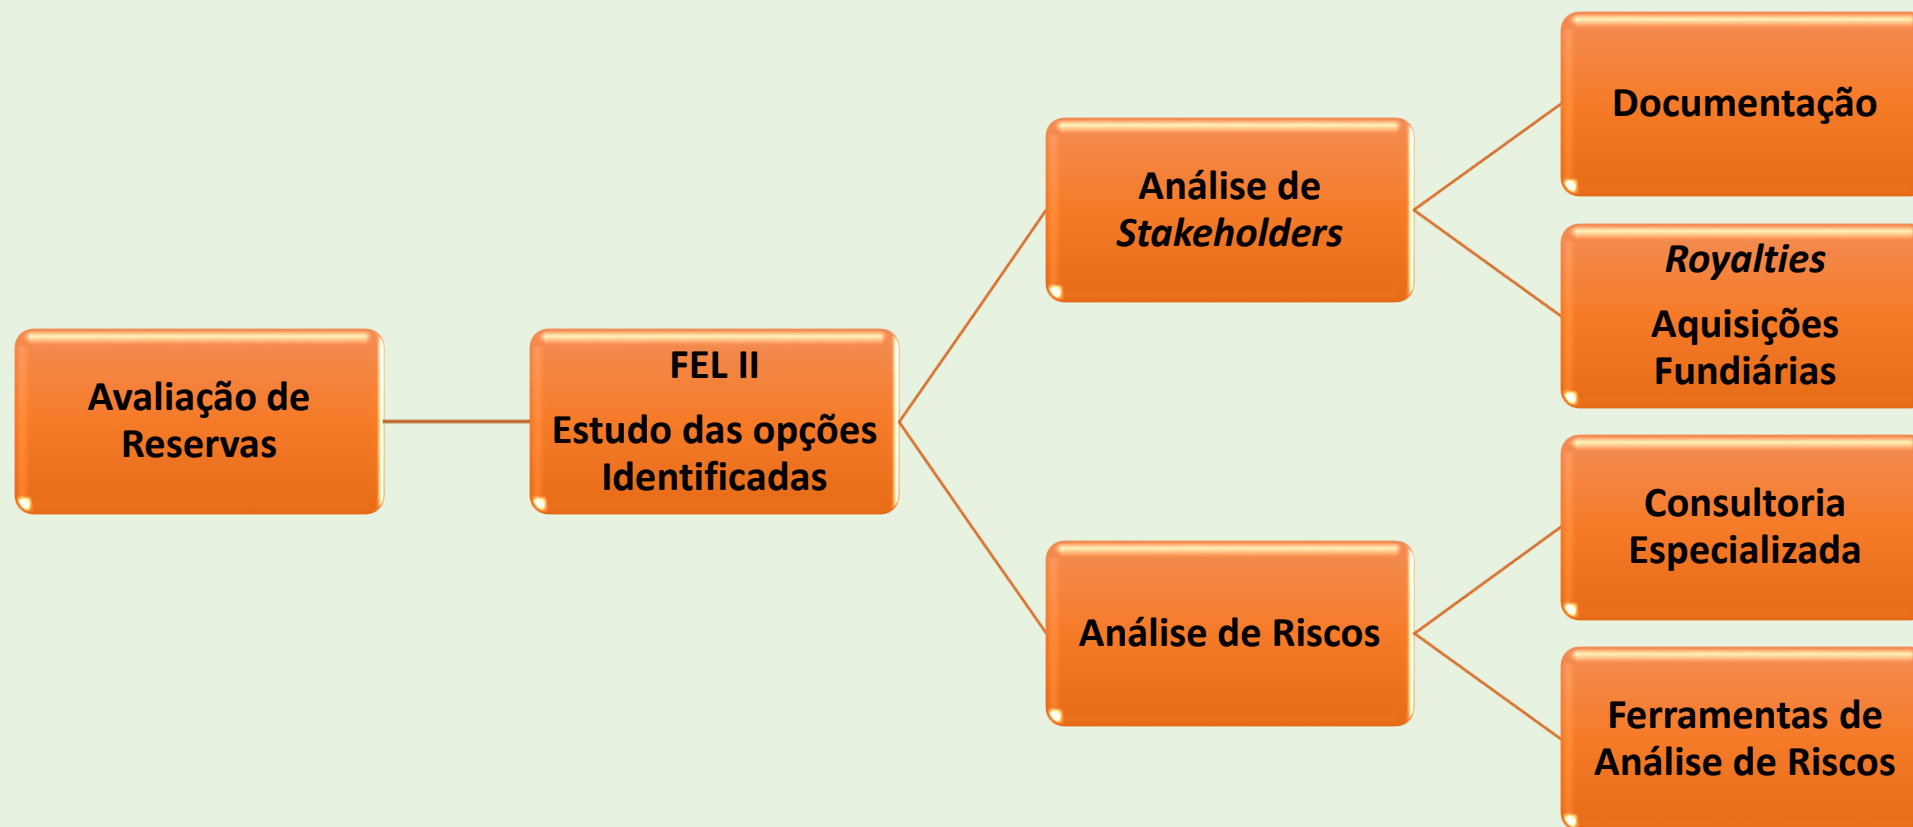 Avaliação de
Reservas
FEL II
Estudo das opções
Identificadas
Análise de
Stakeholders
Análise de Riscos
Documentação
Royalties
Aquisições
Fundiárias
Consultoria
Especializada
Ferramentas de
Análise de Riscos